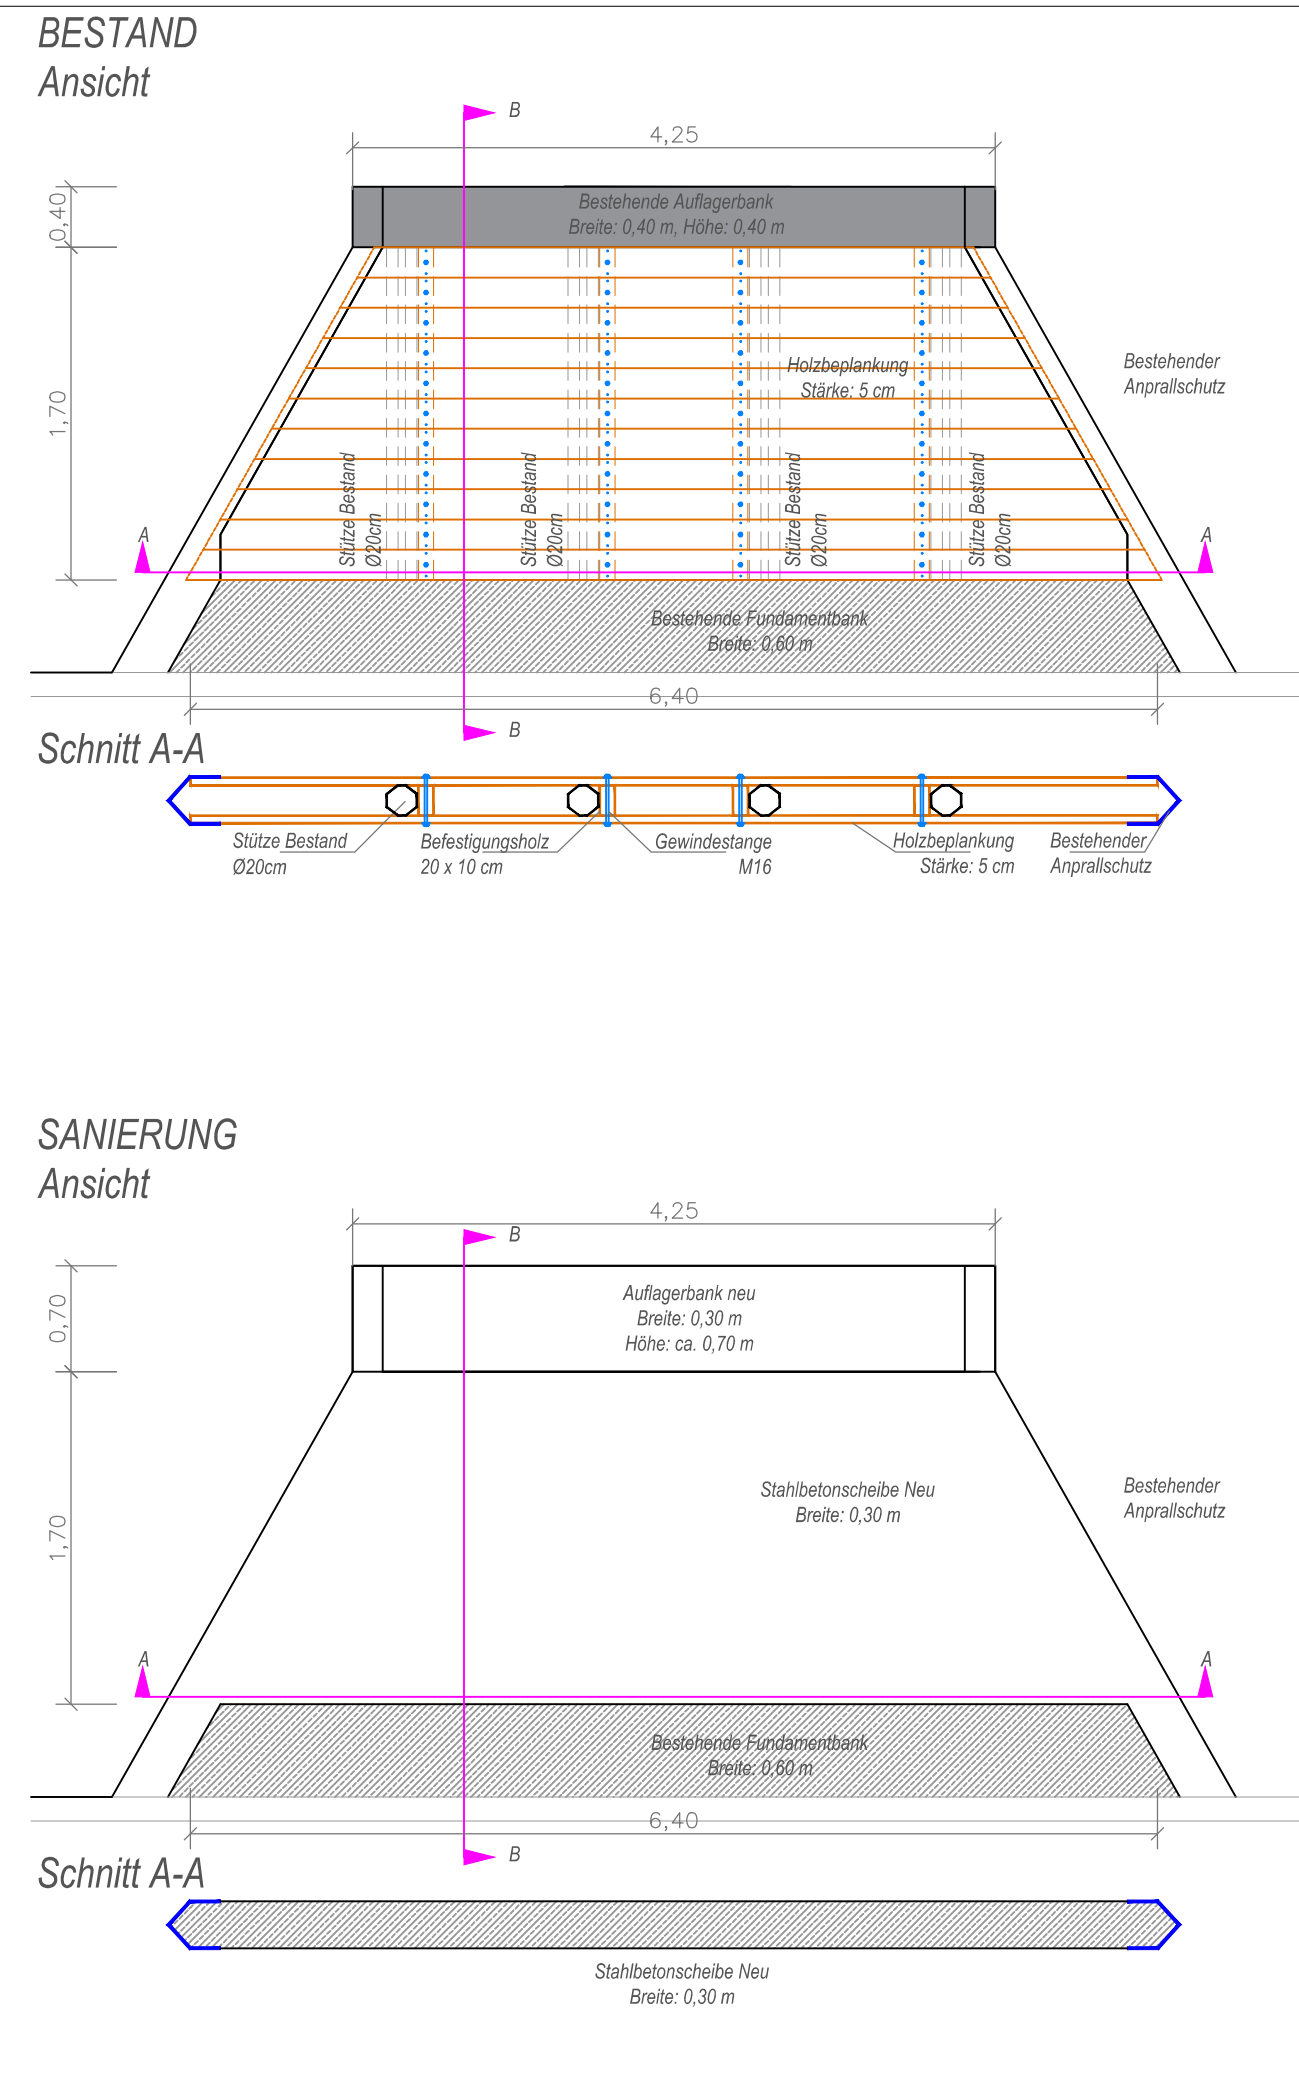 BESTAND
Ansicht
B
4,25
0,40
Bestehende Auflagerbank
Breite: 0,40 m, Höhe: 0,40 m
1,70
Holzbeplankung
Stärke: 5 cm
Bestehender
Anprallschutz
Stütze Bestand
Ø20cm
Stütze Bestand
Ø20cm
Stütze Bestand
Ø20cm
Stütze Bestand
Ø20cm
A
A
Bestehende Fundamentbank
Breite: 0,60 m
6,40
B
Schnitt A-A
Stütze Bestand
Ø20cm
Befestigungsholz
20 x 10 cm
Gewindestange
M16
Holzbeplankung
Stärke: 5 cm
Bestehender
Anprallschutz
SANIERUNG
Ansicht
4,25
B
0,70
Auflagerbank neu
Breite: 0,30 m
Höhe: ca. 0,70 m
1,70
Stahlbetonscheibe Neu
Breite: 0,30 m
Bestehender
Anprallschutz
A
A
Bestehende Fundamentbank
Breite: 0,60 m
6,40
B
Schnitt A-A
Stahlbetonscheibe Neu
Breite: 0,30 m